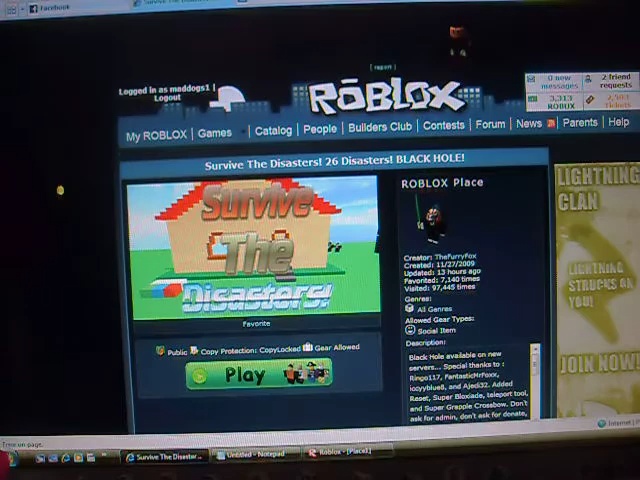 Facebook
Survive The Disasters! 2
[ report ]
Logged in as maddogs1 |
Logout
ROBLOX
0 new messages
2 friend requests
3,313 ROBUX
Tickets
My ROBLOX | Games | Catalog | People | Builders Club | Contests | Forum | News | Parents | Help
Survive The Disasters! 26 Disasters! BLACK HOLE!
Survive
The
Disasters!
Favorite
Public Copy Protection: CopyLocked Gear Allowed
Play
ROBLOX Place
Creator: TheFurryFox
Created: 11/27/2009
Updated: 13 hours ago
Favorited: 7,140 times
Visited: 97,445 times
Genres:
All Genres
Allowed Gear Types:
Social Item
Description:
Black Hole available on new
servers... Special thanks to :
Ringo117, FantasticHrFoxx,
iccyyblue8, and Ajedi32. Added
Reset, Super Bloxiade, teleport tool,
and Super Grapple Crossbow. Don't
ask for admin, don't ask for donate,
LIGHTNING
CLAN
LIGHTNING
STRUCKS ON
YOU!
JOIN NOW!
Error on page.
Internet | P
Survive The Disaster...
Untitled - Notepad
Roblox - [Place1]